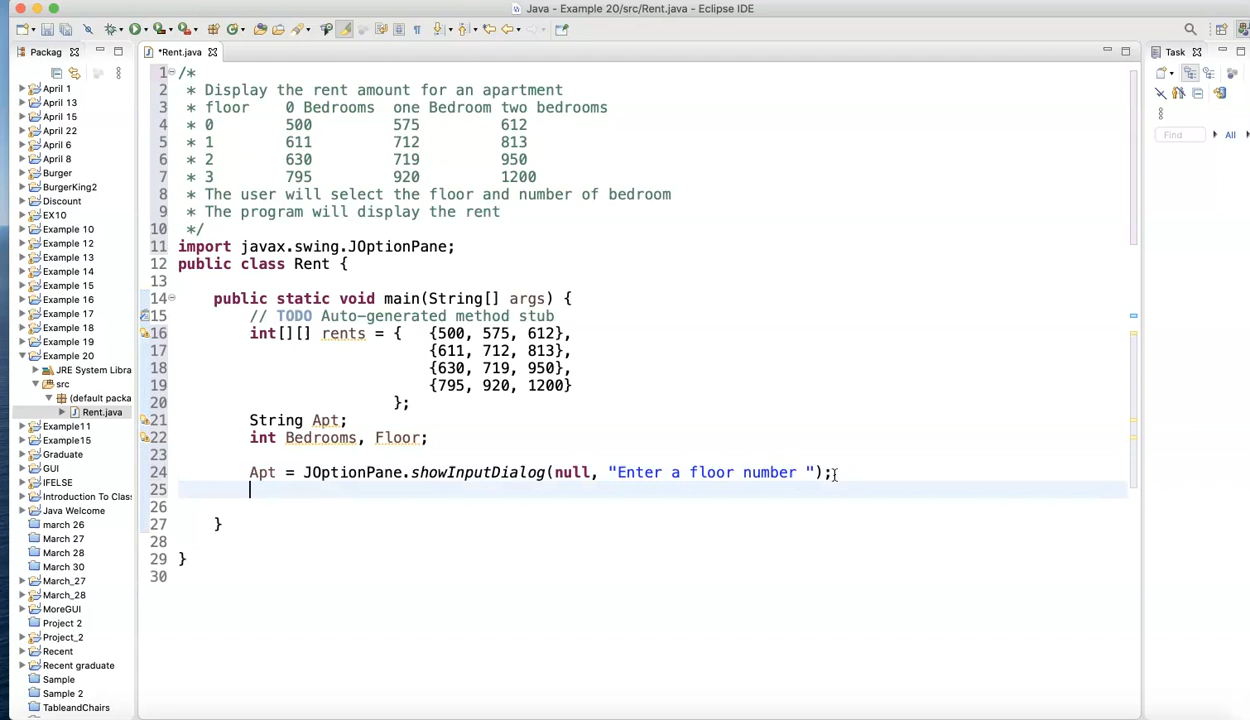 Java - Example 20/src/Rent.java - Eclipse IDE
Packag
*Rent.java
Task
April 1
April 13
April 15
April 22
April 6
April 8
Burger
BurgerKing2
Discount
EX10
Example 10
Example 12
Example 13
Example 14
Example 15
Example 16
Example 17
Example 18
Example 19
Example 20
JRE System Libra
src
(default packa
Rent.java
Example11
Example15
Graduate
GUI
IFELSE
Introduction To Class
Java Welcome
march 26
March 27
March 28
March 30
March_27
March_28
MoreGUI
Project 2
Project_2
Recent
Recent graduate
Sample
Sample 2
TableandChairs
1 /*
2 * Display the rent amount for an apartment
3 * floor 0 Bedrooms one Bedroom two bedrooms
4 * 0 500 575 612
5 * 1 611 712 813
6 * 2 630 719 950
7 * 3 795 920 1200
8 * The user will select the floor and number of bedroom
9 * The program will display the rent
10 */
11 import javax.swing.JOptionPane;
12 public class Rent {
13
14 public static void main(String[] args) {
15 // TODO Auto-generated method stub
16 int[][] rents = { {500, 575, 612},
17 {611, 712, 813},
18 {630, 719, 950},
19 {795, 920, 1200}
20 };
21 String Apt;
22 int Bedrooms, Floor;
23
24 Apt = JOptionPane.showInputDialog(null, "Enter a floor number ");
25
26
27 }
28
29 }
30
Find
All